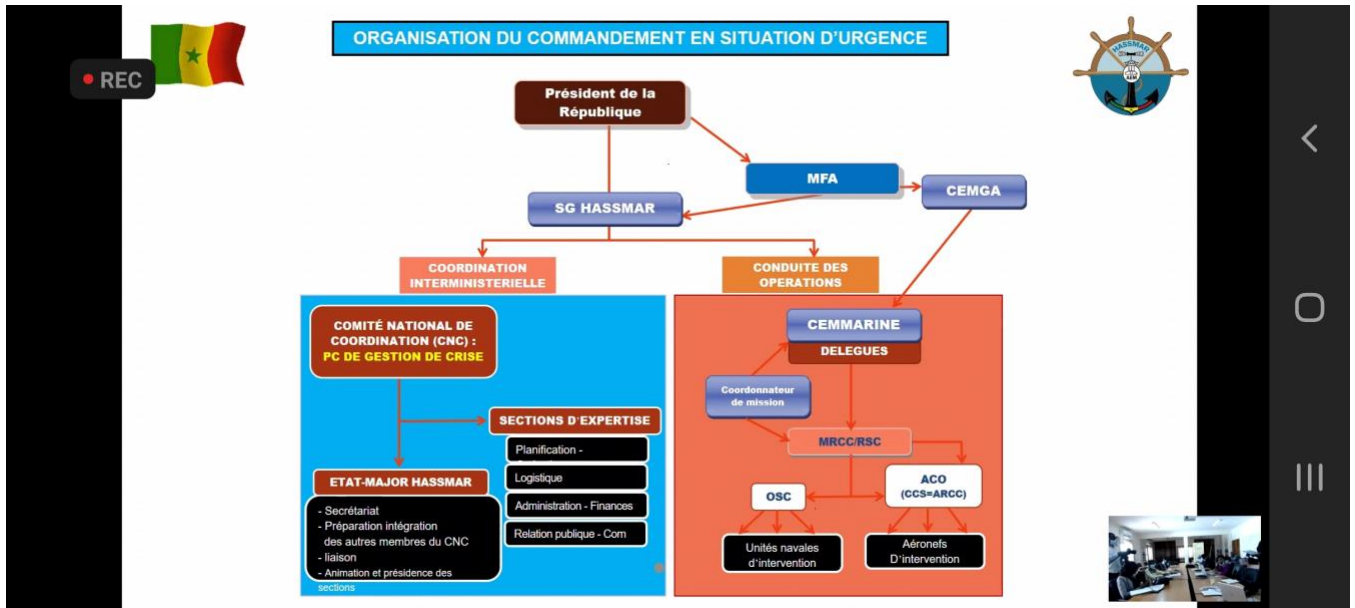 ORGANISATION DU COMMANDEMENT EN SITUATION D'URGENCE
REC
HASSMAR
AEM
Président de la
République
MFA
CEMGA
SG HASSMAR
COORDINATION
INTERMINISTERIELLE
CONDUITE DES
OPERATIONS
COMITÉ NATIONAL DE
COORDINATION (CNC) :
PC DE GESTION DE CRISE
SECTIONS D'EXPERTISE
Planification -
Logistique
Administration - Finances
Relation publique - Com
ETAT-MAJOR HASSMAR
- Secrétariat
- Préparation intégration
des autres membres du CNC
- liaison
- Animation et présidence des
sections
CEMMARINE
DELEGUES
Coordonnateur
de mission
MRCC/RSC
OSC
ACO
(CCS=ARCC)
Unités navales
d'intervention
Aéronefs
D'intervention